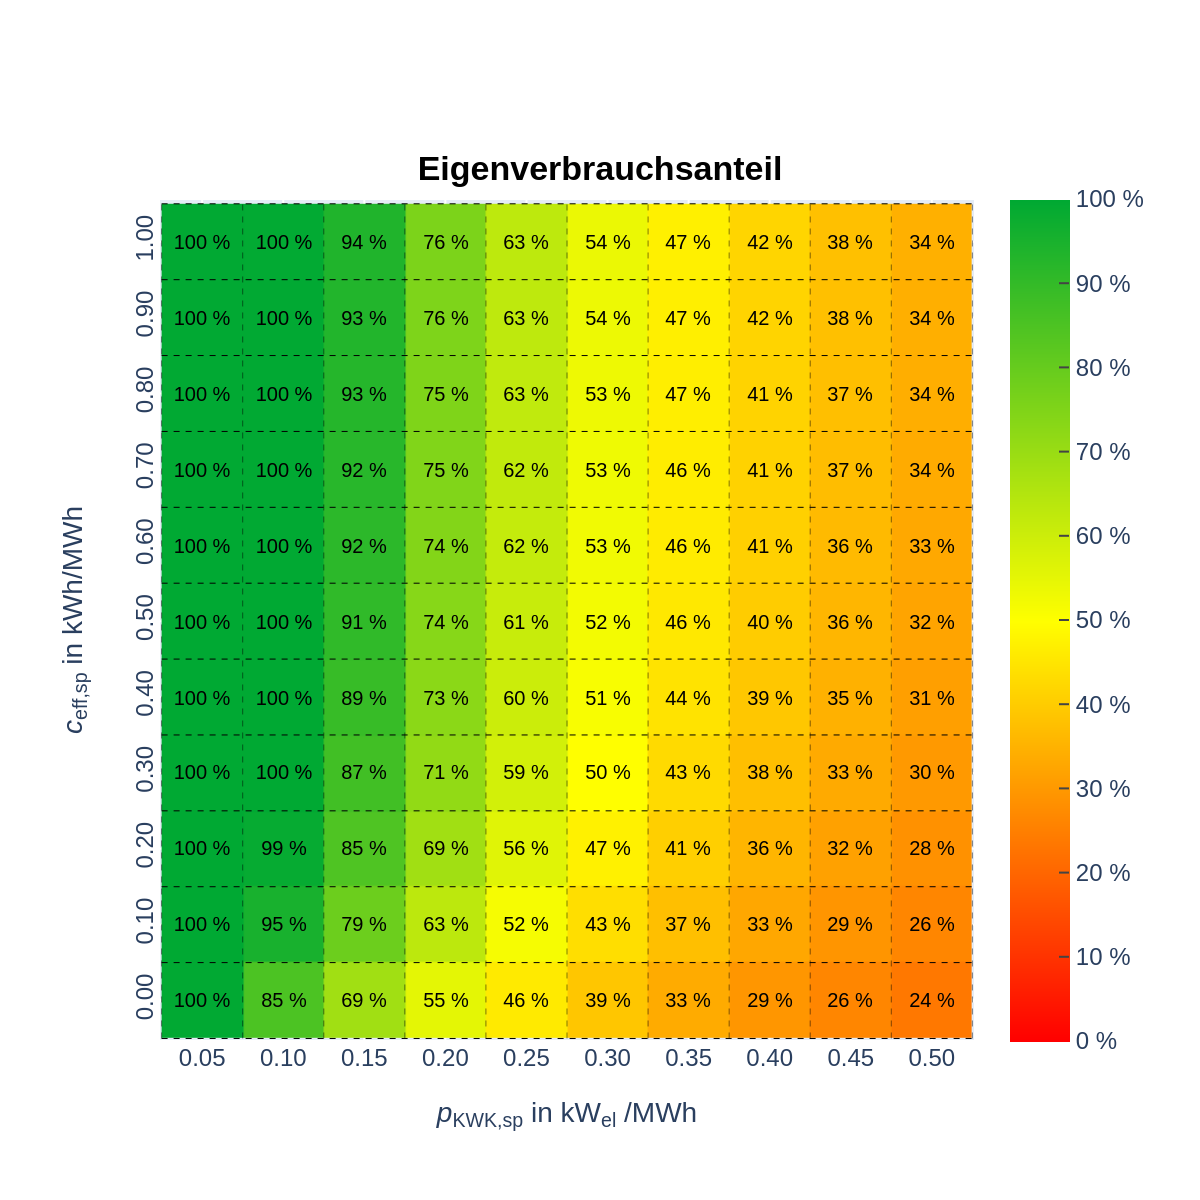 Eigenverbrauchsanteil
1.00 100 % 100 % 94 % 76 % 63 % 54 % 47 % 42 % 38 % 34 %
0.90 100 % 100 % 93 % 76 % 63 % 54 % 47 % 42 % 38 % 34 %
0.80 100 % 100 % 93 % 75 % 63 % 53 % 47 % 41 % 37 % 34 %
0.70 100 % 100 % 92 % 75 % 62 % 53 % 46 % 41 % 37 % 34 %
0.60 100 % 100 % 92 % 74 % 62 % 53 % 46 % 41 % 36 % 33 %
0.50 100 % 100 % 91 % 74 % 61 % 52 % 46 % 40 % 36 % 32 %
0.40 100 % 100 % 89 % 73 % 60 % 51 % 44 % 39 % 35 % 31 %
0.30 100 % 100 % 87 % 71 % 59 % 50 % 43 % 38 % 33 % 30 %
0.20 100 % 99 % 85 % 69 % 56 % 47 % 41 % 36 % 32 % 28 %
0.10 100 % 95 % 79 % 63 % 52 % 43 % 37 % 33 % 29 % 26 %
0.00 100 % 85 % 69 % 55 % 46 % 39 % 33 % 29 % 26 % 24 %
0.05 0.10 0.15 0.20 0.25 0.30 0.35 0.40 0.45 0.50
pKWK,sp in kWel /MWh
ceff,sp in kWh/MWh
100 %
90 %
80 %
70 %
60 %
50 %
40 %
30 %
20 %
10 %
0 %